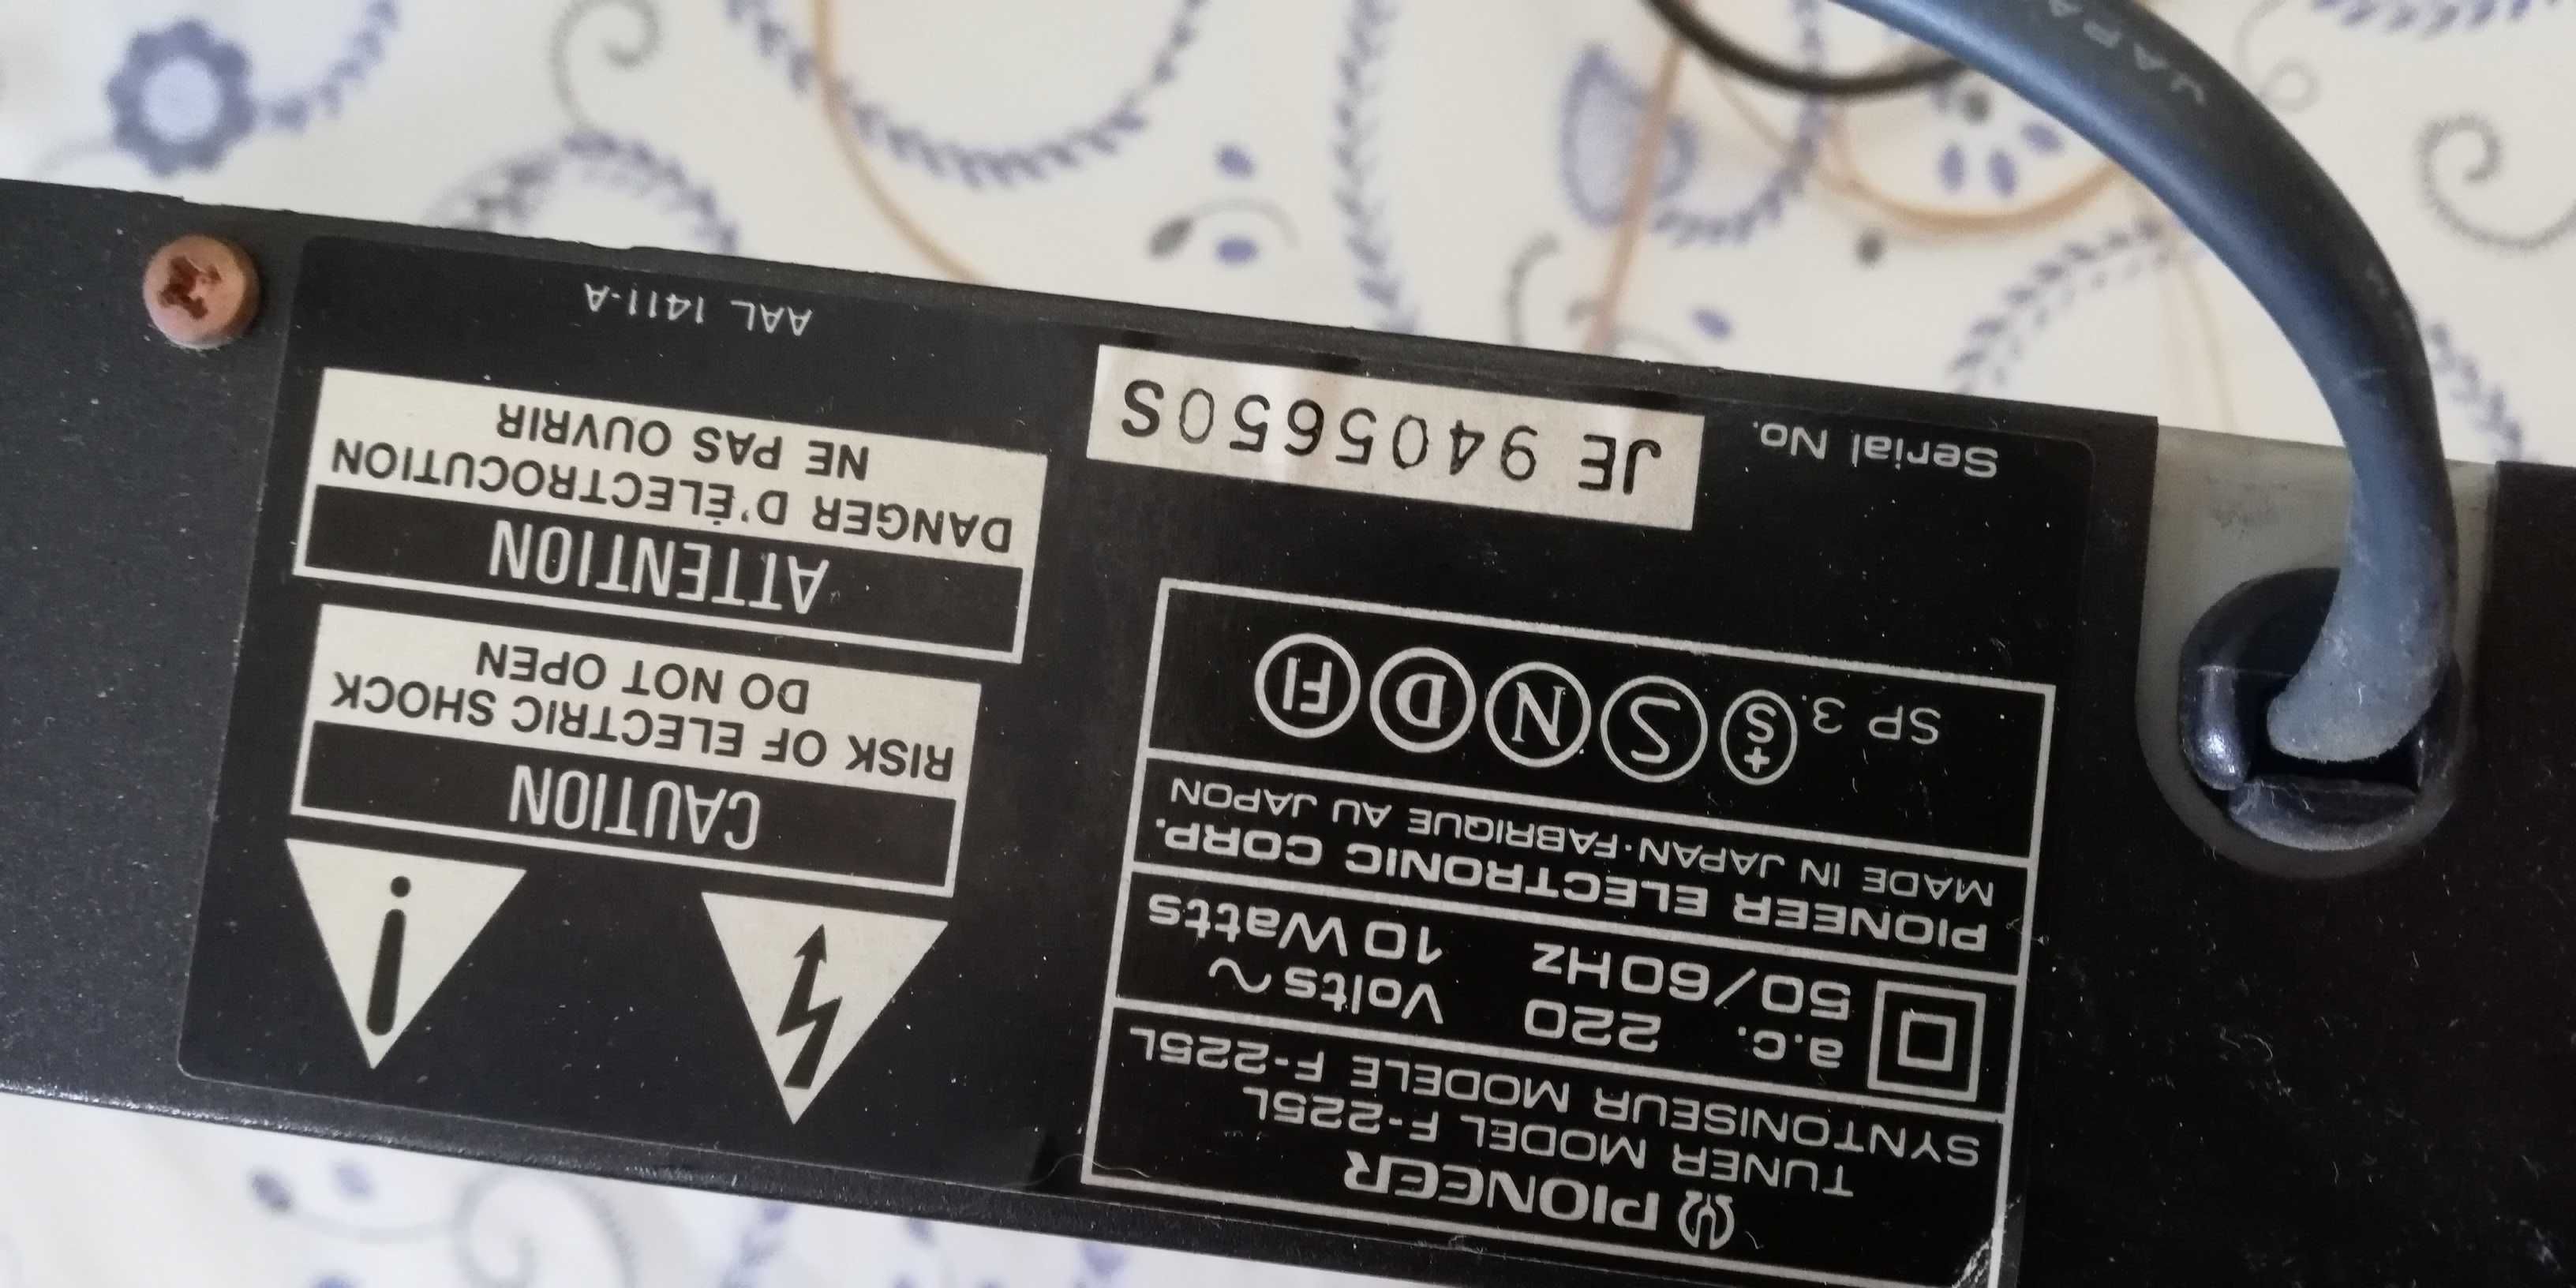 PIONEER
TUNER MODEL F-225L
SYNTONISEUR MODELE F-225L
a.c. 220 Volts ~
50/60Hz 10 Watts
PIONEER ELECTRONIC CORP.
MADE IN JAPAN·FABRIQUE AU JAPON
SP 3. +S S N D FI
Serial No. JE 9405650S
CAUTION
RISK OF ELECTRIC SHOCK
DO NOT OPEN
ATTENTION
DANGER D'ÉLECTROCUTION
NE PAS OUVRIR
AAL 1411-A